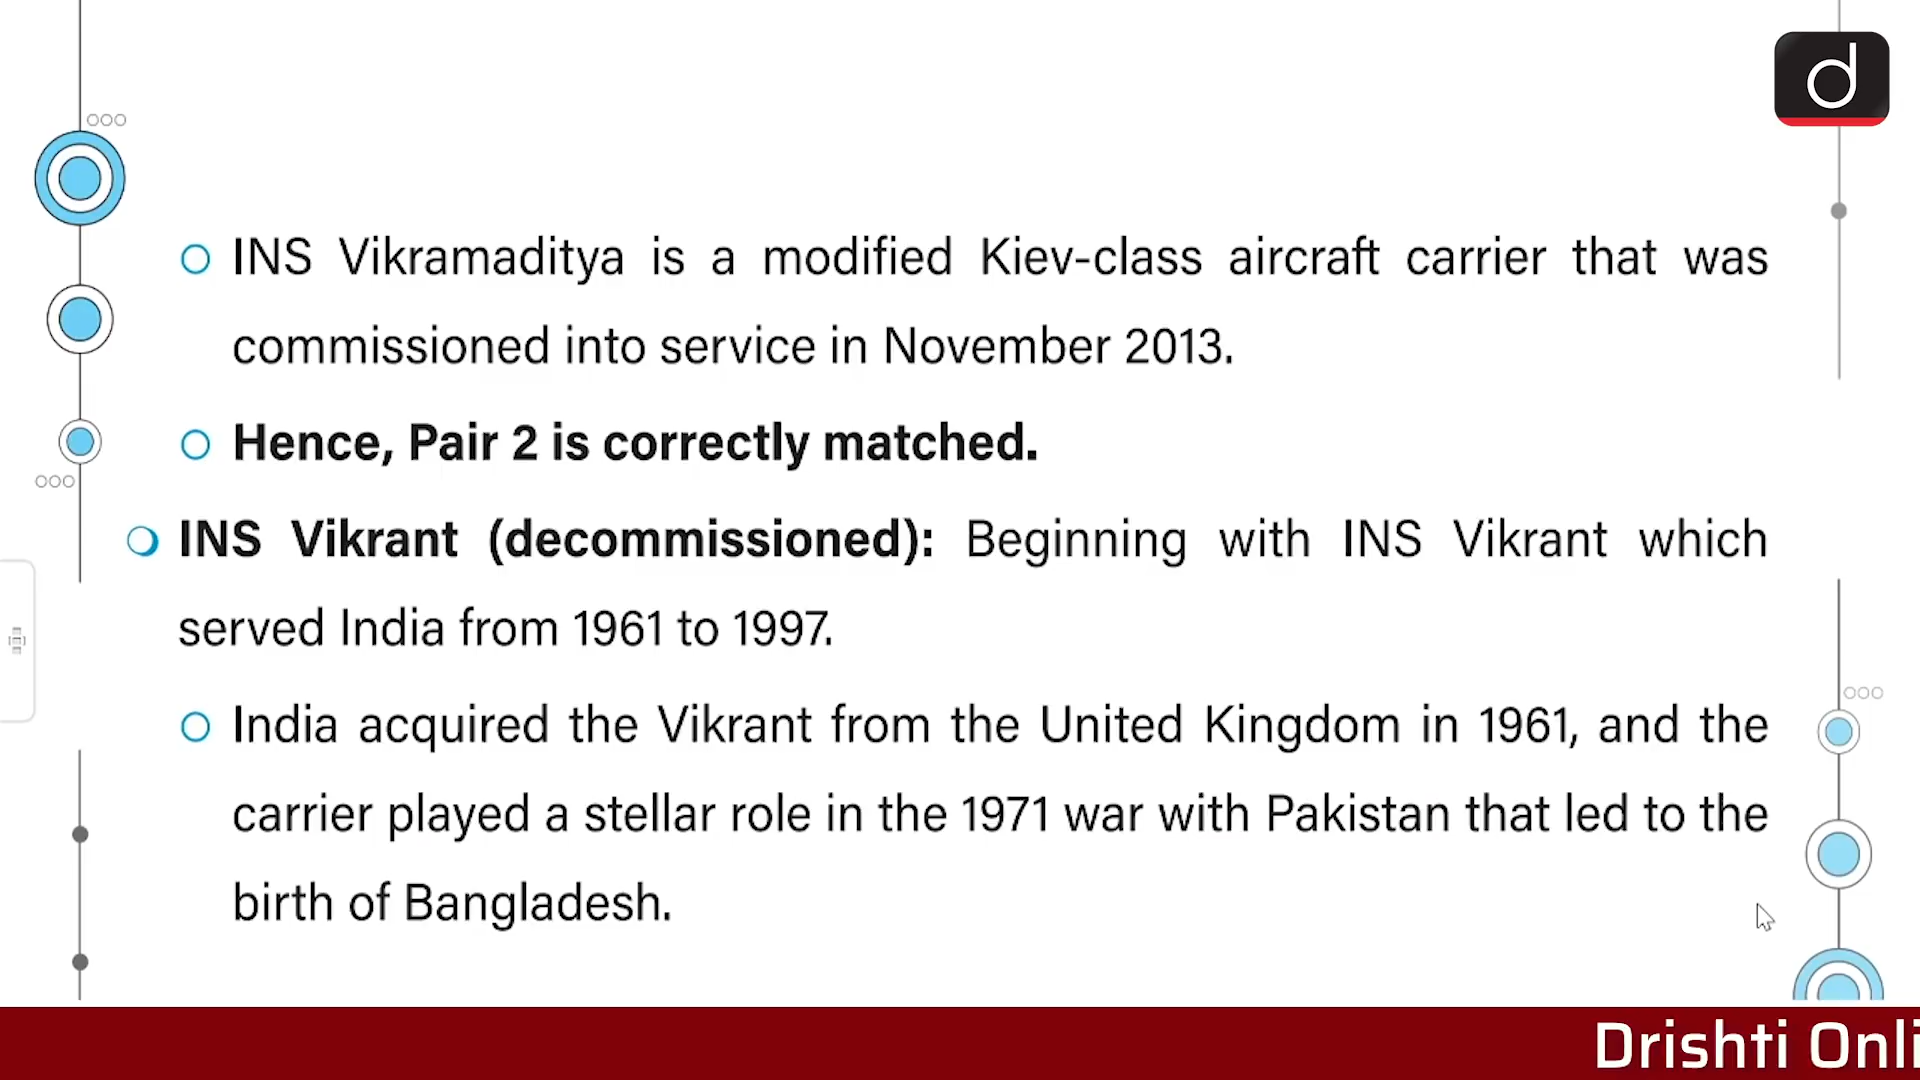 d
INS Vikramaditya is a modified Kiev-class aircraft carrier that was
commissioned into service in November 2013.
Hence, Pair 2 is correctly matched.
INS Vikrant (decommissioned): Beginning with INS Vikrant which
served India from 1961 to 1997.
India acquired the Vikrant from the United Kingdom in 1961, and the
carrier played a stellar role in the 1971 war with Pakistan that led to the
birth of Bangladesh.
Drishti Onli